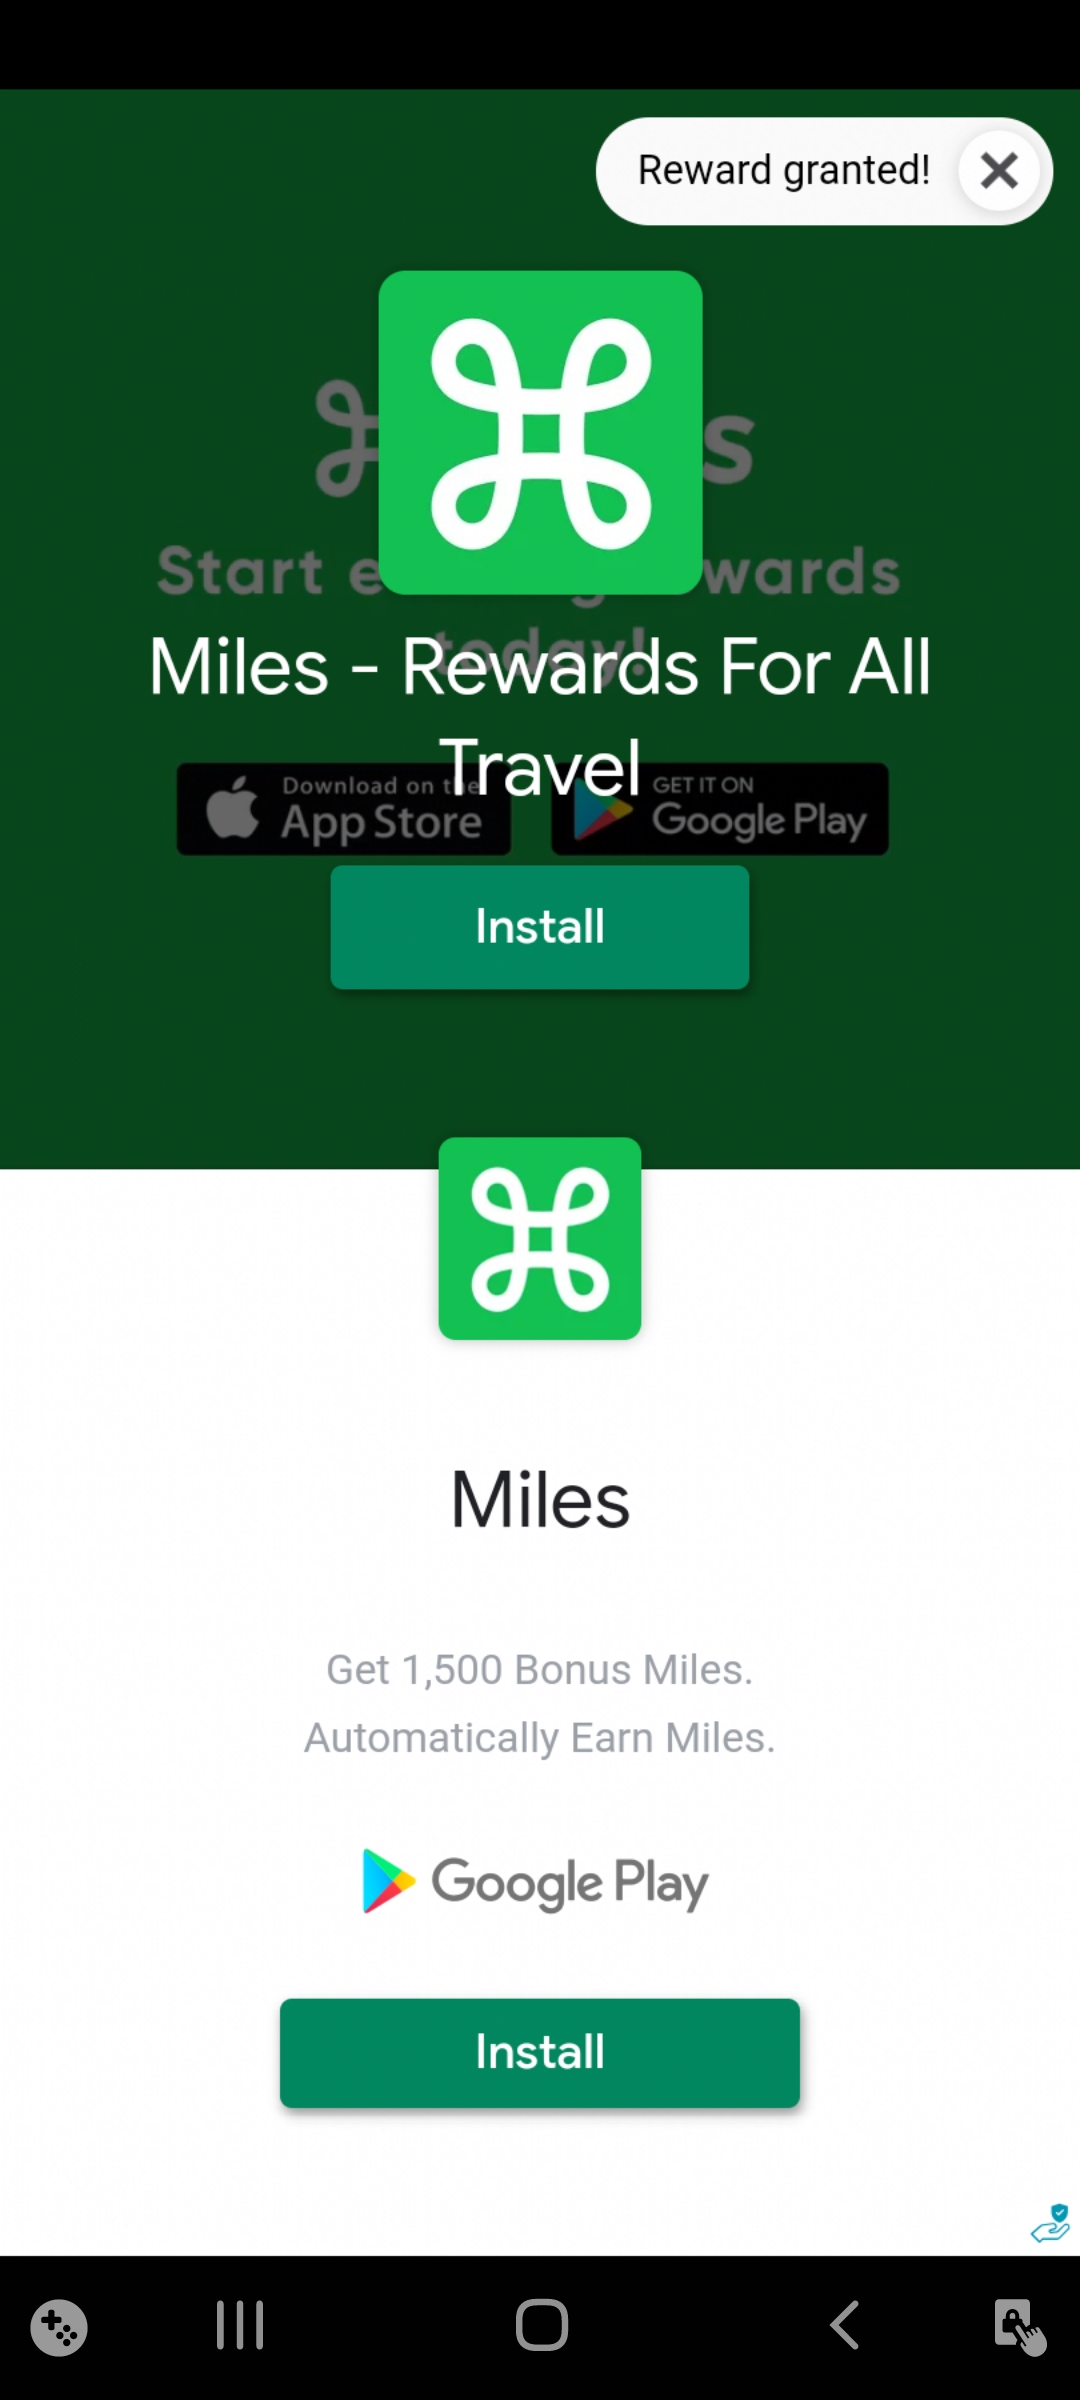 Reward granted!
s
Start e wards
today!
Miles - Rewards For All
Travel
Download on the
App Store
GET IT ON
Google Play
Install
Miles
Get 1,500 Bonus Miles.
Automatically Earn Miles.
Google Play
Install